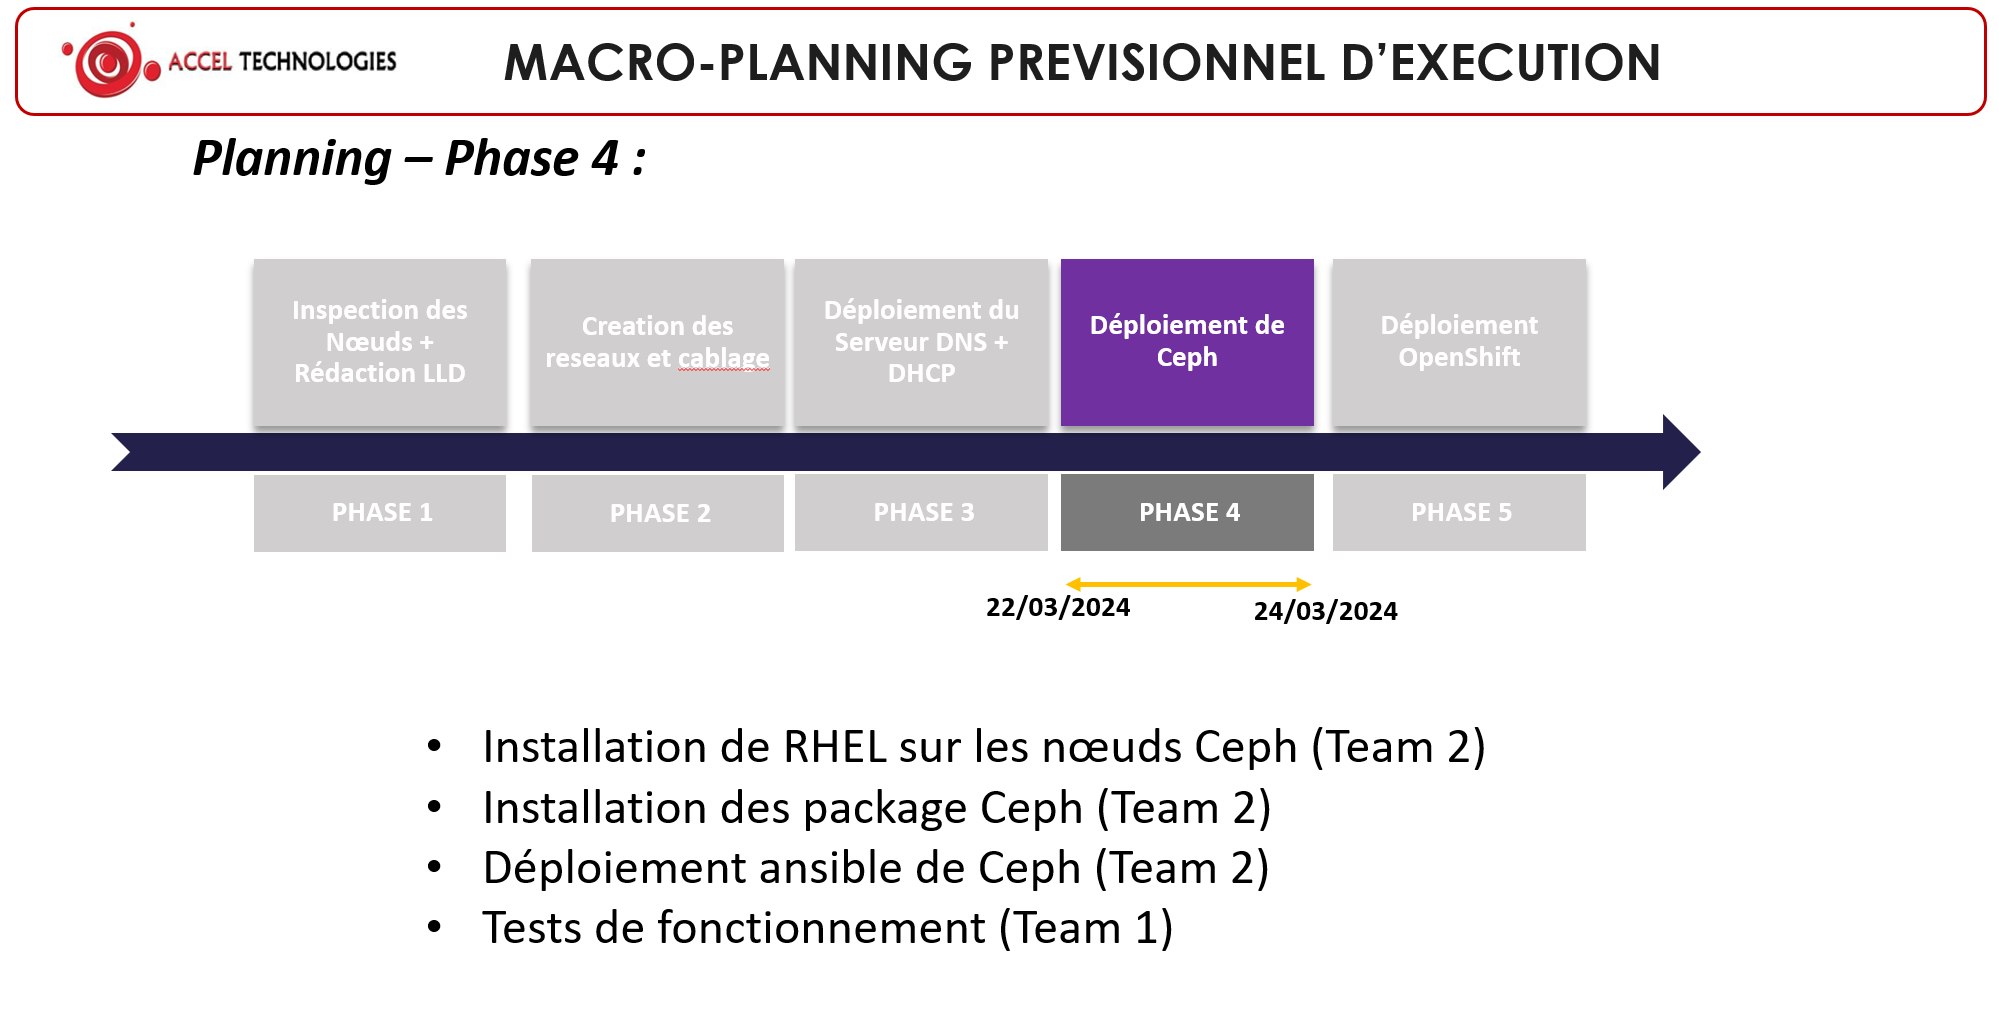 ACCEL TECHNOLOGIES
MACRO-PLANNING PREVISIONNEL D’EXECUTION
Planning – Phase 4 :
Inspection des
Nœuds +
Rédaction LLD
Creation des
reseaux et cablage
Déploiement du
Serveur DNS +
DHCP
Déploiement de
Ceph
Déploiement
OpenShift
PHASE 1
PHASE 2
PHASE 3
PHASE 4
PHASE 5
22/03/2024
24/03/2024
• Installation de RHEL sur les nœuds Ceph (Team 2)
• Installation des package Ceph (Team 2)
• Déploiement ansible de Ceph (Team 2)
• Tests de fonctionnement (Team 1)